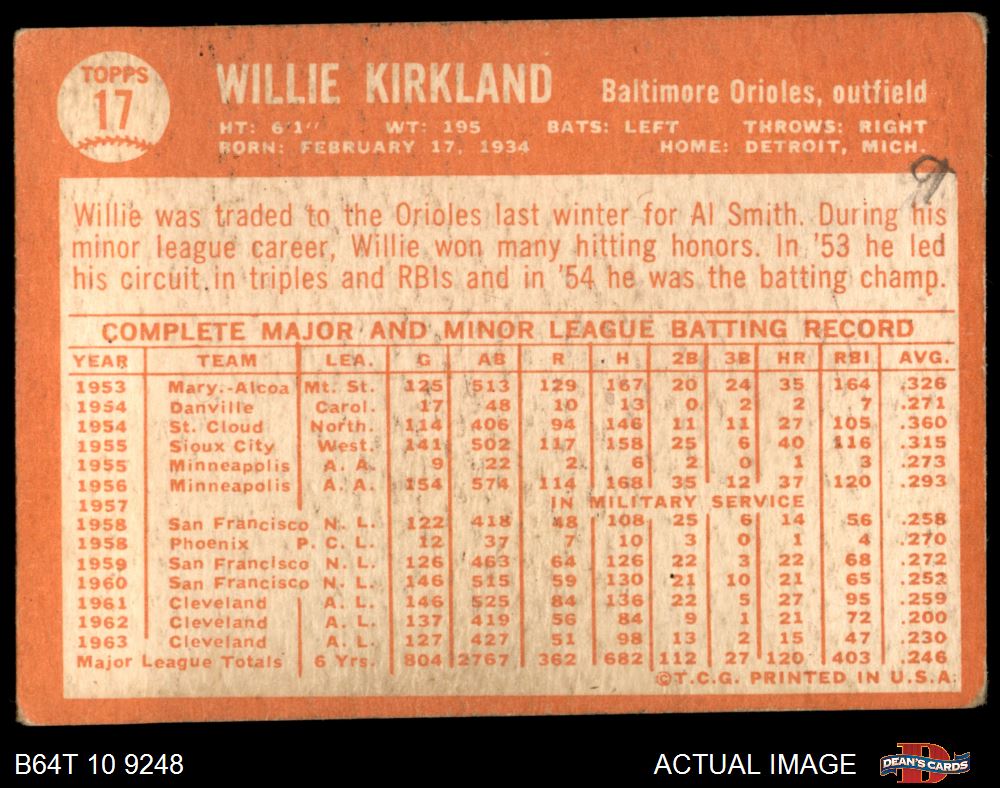 TOPPS
17
WILLIE KIRKLAND Baltimore Orioles, outfield
HT: 6'1" WT: 195 BATS: LEFT THROWS: RIGHT
BORN: FEBRUARY 17, 1934 HOME: DETROIT, MICH.
Willie was traded to the Orioles last winter for Al Smith. During his
minor league career, Willie won many hitting honors. In '53 he led
his circuit in triples and RBIs and in '54 he was the batting champ.
COMPLETE MAJOR AND MINOR LEAGUE BATTING RECORD
YEAR TEAM LEA. G AB R H 2B 3B HR RBI AVG.
1953 Mary.-Alcoa Mt. St. 125 513 129 167 20 24 35 164 .326
1954 Danville Carol. 17 48 10 13 0 2 2 7 .271
1954 St. Cloud North. 114 406 94 146 11 11 27 105 .360
1955 Sioux City West. 141 502 117 158 25 6 40 116 .315
1955 Minneapolis A. A. 9 22 2 6 2 0 1 3 .273
1956 Minneapolis A. A. 154 574 114 168 35 12 37 120 .293
1957 IN MILITARY SERVICE
1958 San Francisco N. L. 122 418 48 108 25 6 14 56 .258
1958 Phoenix P. C. L. 12 37 7 10 3 0 1 4 .270
1959 San Francisco N. L. 126 463 64 126 22 3 22 68 .272
1960 San Francisco N. L. 146 515 59 130 21 10 21 65 .252
1961 Cleveland A. L. 146 525 84 136 22 5 27 95 .259
1962 Cleveland A. L. 137 419 56 84 9 1 21 72 .200
1963 Cleveland A. L. 127 427 51 98 13 2 15 47 .230
Major League Totals 6 Yrs. 804 2767 362 682 112 27 120 403 .246
©T.C.G. PRINTED IN U.S.A.
B64T 10 9248 ACTUAL IMAGE DEAN'S CARDS